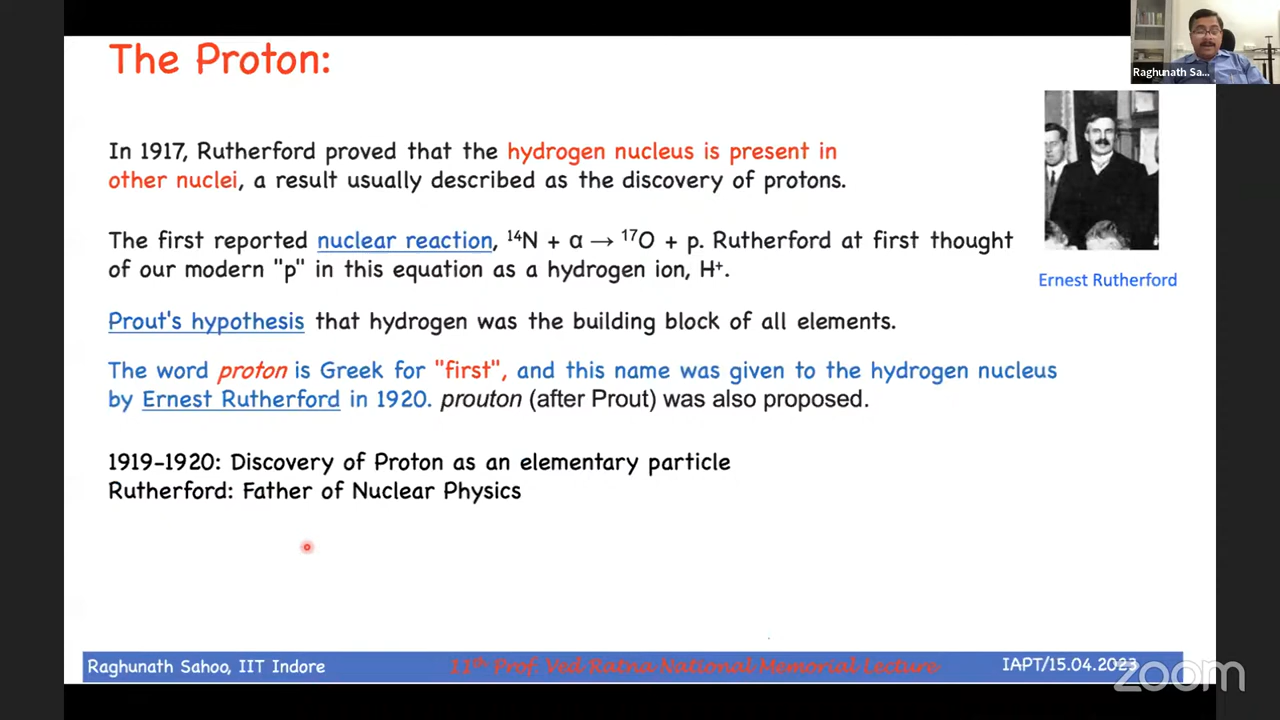 The Proton:
Raghunath Sa...
In 1917, Rutherford proved that the hydrogen nucleus is present in
other nuclei, a result usually described as the discovery of protons.
The first reported nuclear reaction, ¹⁴N + α → ¹⁷O + p. Rutherford at first thought
of our modern "p" in this equation as a hydrogen ion, H⁺.
Ernest Rutherford
Prout's hypothesis that hydrogen was the building block of all elements.
The word proton is Greek for "first", and this name was given to the hydrogen nucleus
by Ernest Rutherford in 1920. prouton (after Prout) was also proposed.
1919-1920: Discovery of Proton as an elementary particle
Rutherford: Father of Nuclear Physics
Raghunath Sahoo, IIT Indore
11ᵗʰ Prof. Ved Ratna National Memorial Lecture
IAPT/15.04.2023
zoom